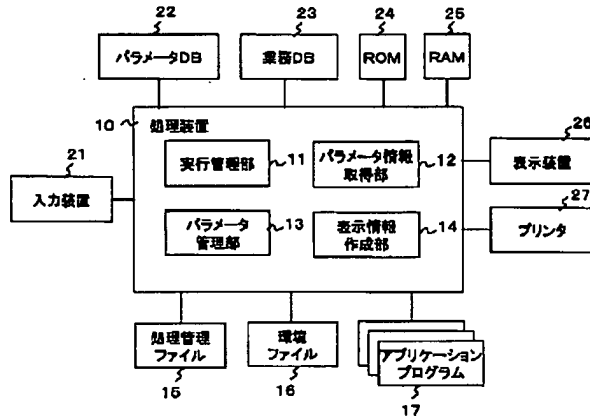 22
23
24
25
パラメータDB
業務DB
ROM
RAM
10
処理装置
21
入力装置
実行管理部
11
パラメータ情報
取得部
12
26
表示装置
パラメータ
管理部
13
表示情報
作成部
14
27
プリンタ
処理管理
ファイル
15
環境
ファイル
16
アプリケーション
プログラム
17